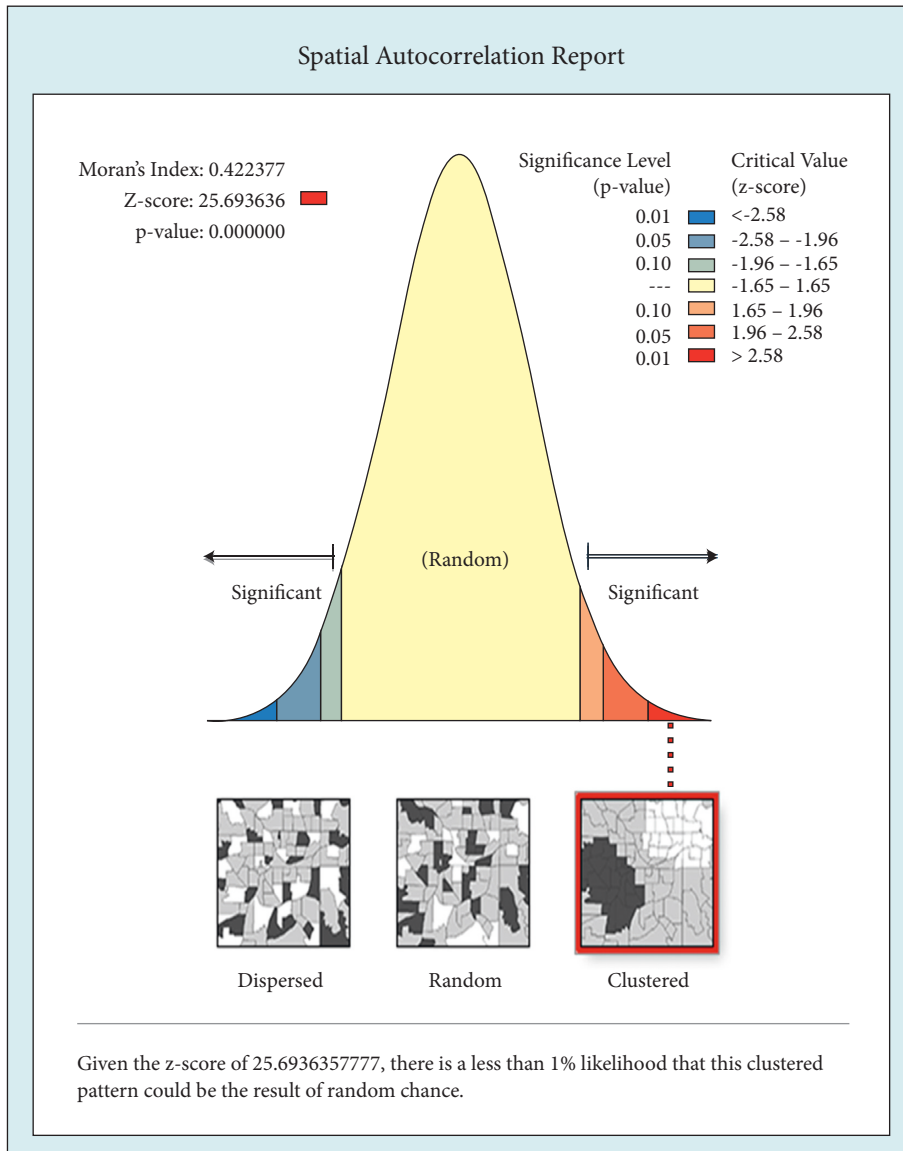 Spatial Autocorrelation Report
Moran's Index: 0.422377
Z-score: 25.693636
p-value: 0.000000
Significance Level
(p-value)
Critical Value
(z-score)
0.01 <-2.58
0.05 -2.58 – -1.96
0.10 -1.96 – -1.65
--- -1.65 – 1.65
0.10 1.65 – 1.96
0.05 1.96 – 2.58
0.01 > 2.58
(Random)
Significant
Significant
Dispersed
Random
Clustered
Given the z-score of 25.6936357777, there is a less than 1% likelihood that this clustered
pattern could be the result of random chance.